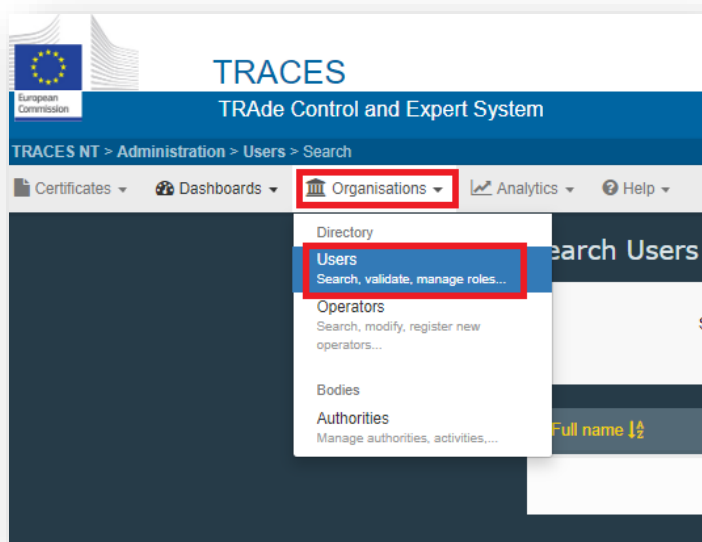 European
Commission
TRACES
TRAde Control and Expert System
TRACES NT > Administration > Users > Search
Certificates Dashboards Organisations Analytics Help
Directory
Users
Search, validate, manage roles...
Operators
Search, modify, register new
operators...
Bodies
Authorities
Manage authorities, activities,...
earch Users
S
Full name